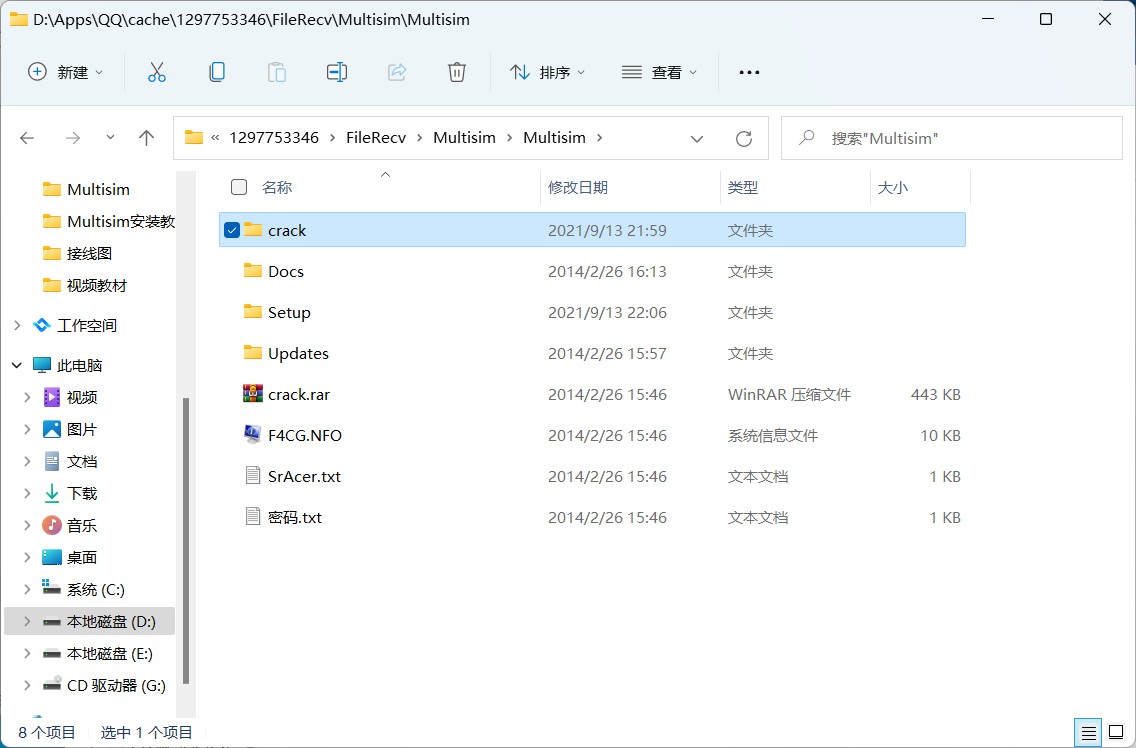 D:\Apps\QQ\cache\1297753346\FileRecv\Multisim\Multisim
新建 排序 查看
« 1297753346 › FileRecv › Multisim › Multisim › 搜索"Multisim"
Multisim
Multisim安装教
接线图
视频教材
工作空间
此电脑
视频
图片
文档
下载
音乐
桌面
系统 (C:)
本地磁盘 (D:)
本地磁盘 (E:)
CD 驱动器 (G:)
名称 修改日期 类型 大小
crack 2021/9/13 21:59 文件夹
Docs 2014/2/26 16:13 文件夹
Setup 2021/9/13 22:06 文件夹
Updates 2014/2/26 15:57 文件夹
crack.rar 2014/2/26 15:46 WinRAR 压缩文件 443 KB
F4CG.NFO 2014/2/26 15:46 系统信息文件 10 KB
SrAcer.txt 2014/2/26 15:46 文本文档 1 KB
密码.txt 2014/2/26 15:46 文本文档 1 KB
8 个项目 选中 1 个项目